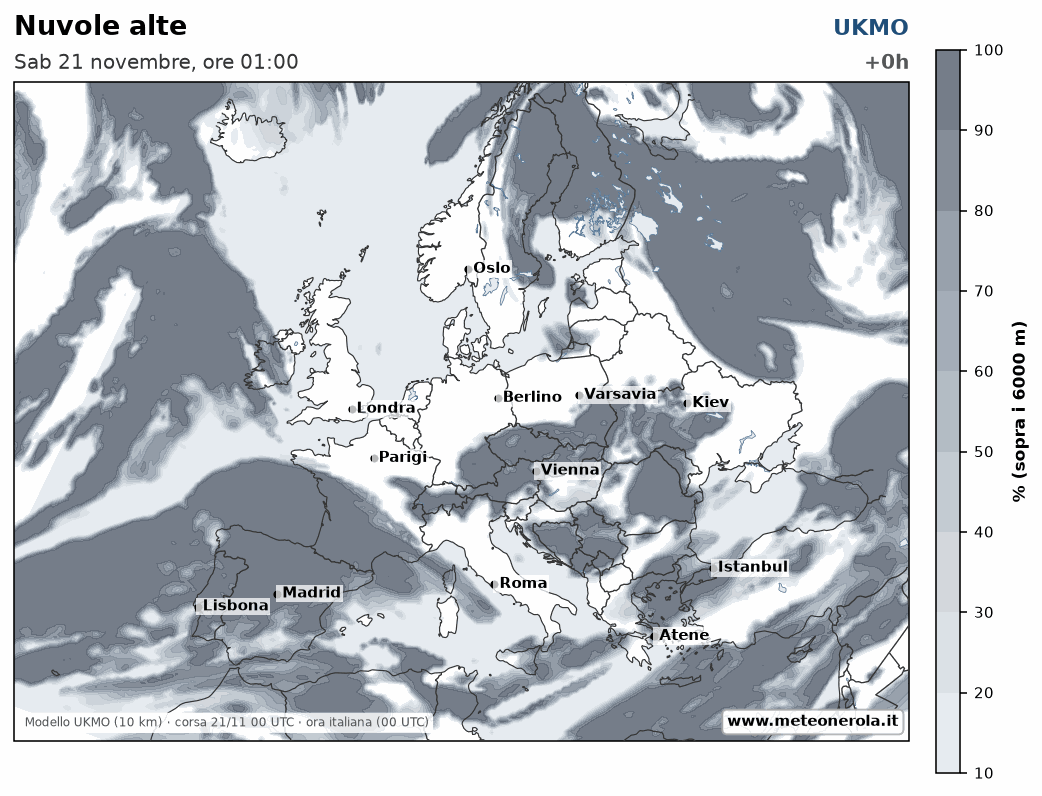 Nuvole alte
UKMO
Sab 21 novembre, ore 01:00
+0h
100
90
80
70
60
50
40
30
20
10
% (sopra i 6000 m)
Oslo
Londra
Berlino
Varsavia
Kiev
Parigi
Vienna
Istanbul
Roma
Madrid
Lisbona
Atene
Modello UKMO (10 km) · corsa 21/11 00 UTC · ora italiana (00 UTC)
www.meteonerola.it